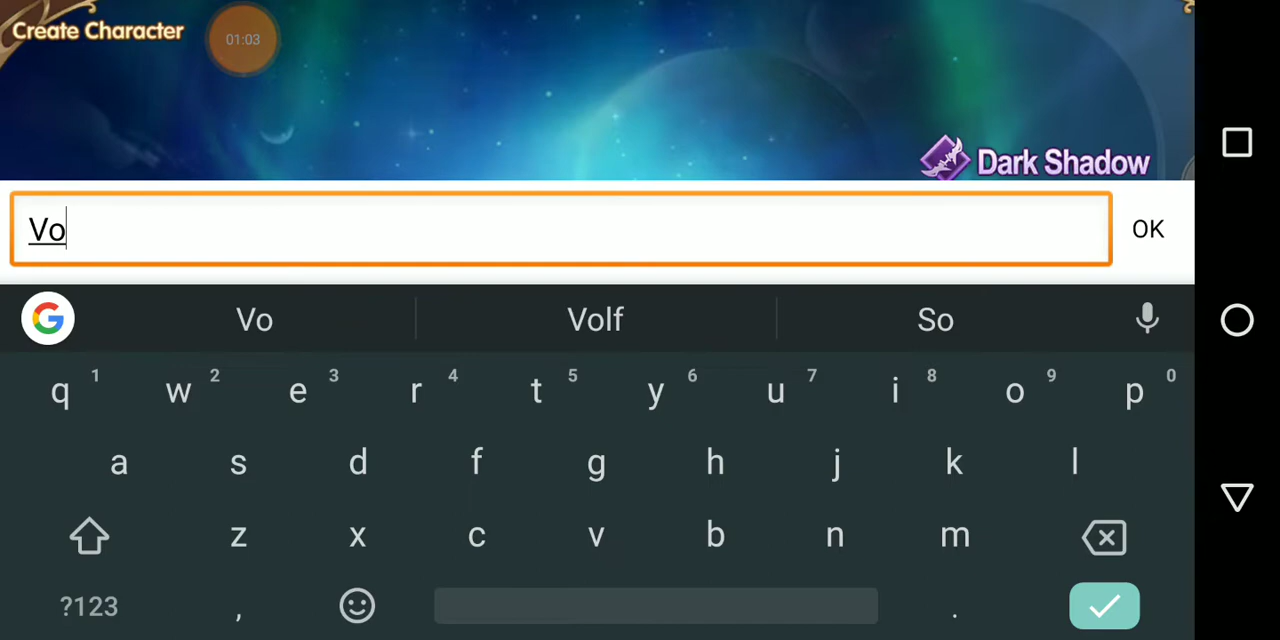 Create Character
01:03
Dark Shadow
Vo
OK
G Vo Volf So
q 1 w 2 e 3 r 4 t 5 y 6 u 7 i 8 o 9 p 0
a s d f g h j k l
z x c v b n m
?123 , .